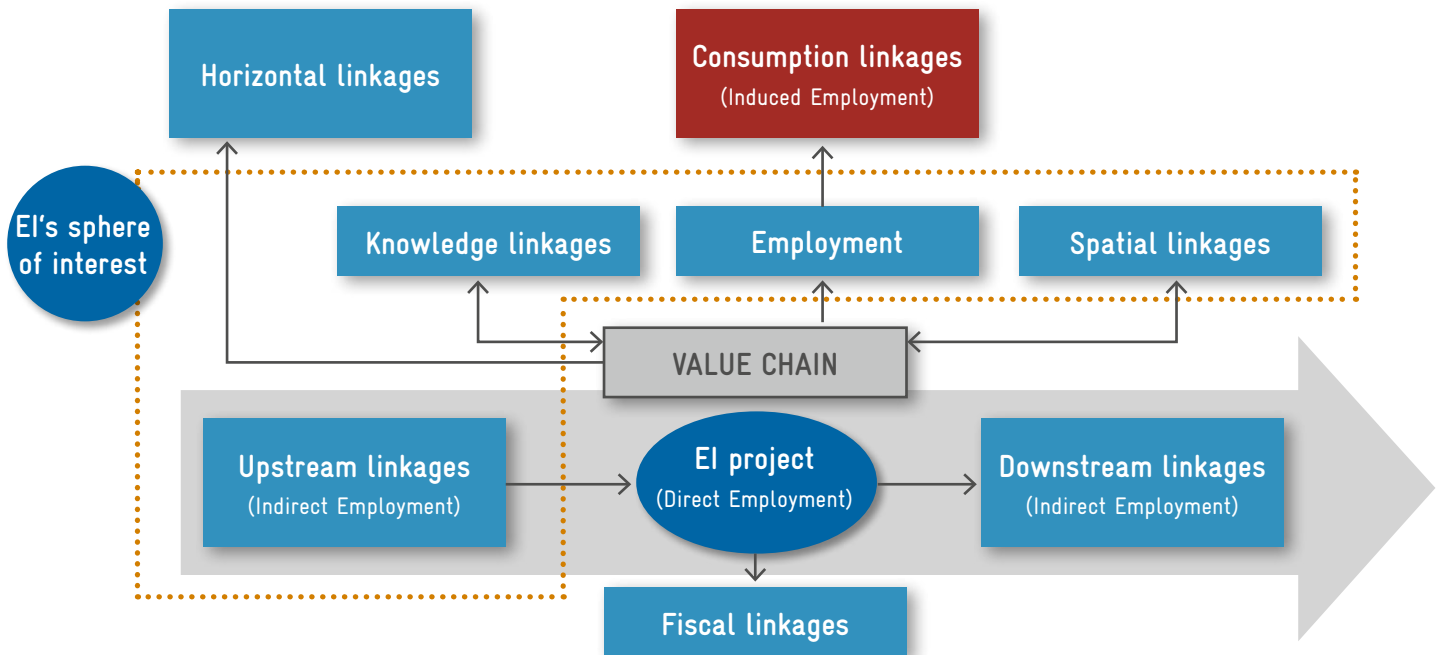 Horizontal linkages
Consumption linkages
(Induced Employment)
EI‘s sphere
of interest
Knowledge linkages
Employment
Spatial linkages
VALUE CHAIN
Upstream linkages
(Indirect Employment)
EI project
(Direct Employment)
Downstream linkages
(Indirect Employment)
Fiscal linkages